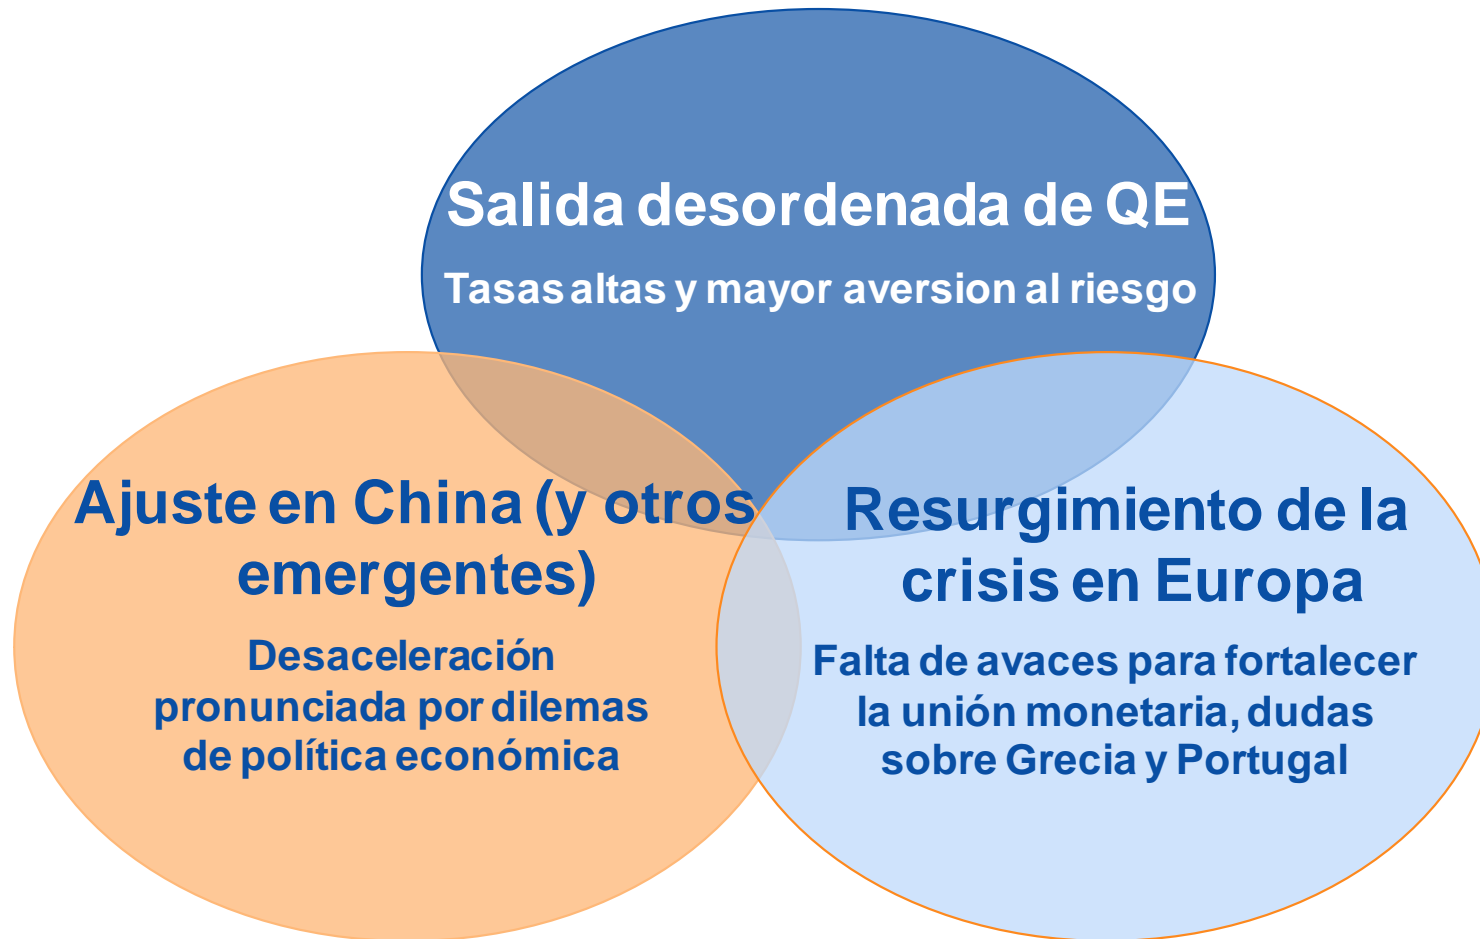 Salida desordenada de QE
Tasas altas y mayor aversion al riesgo
Ajuste en China (y otros
emergentes)
Desaceleración
pronunciada por dilemas
de política económica
Resurgimiento de la
crisis en Europa
Falta de avaces para fortalecer
la unión monetaria, dudas
sobre Grecia y Portugal